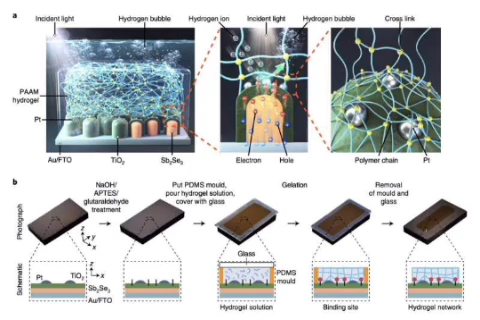 a
Incident light
Hydrogen bubble
Hydrogen ion
Incident light
Hydrogen bubble
Cross link
PAAM
hydrogel
Pt
Au/FTO
TiO2
Sb2Se3
Electron
Hole
Polymer chain
Pt
b
NaOH/
APTES/
glutaraldehyde
treatment
Put PDMS mould,
pour hydrogel solution,
cover with glass
Gelation
Removal
of mould and
glass
Photograph
z
y
x
Schematic
Pt
TiO2
z
x
Sb2Se3
Au/FTO
Glass
PDMS
mould
Hydrogel solution
Binding site
Hydrogel network